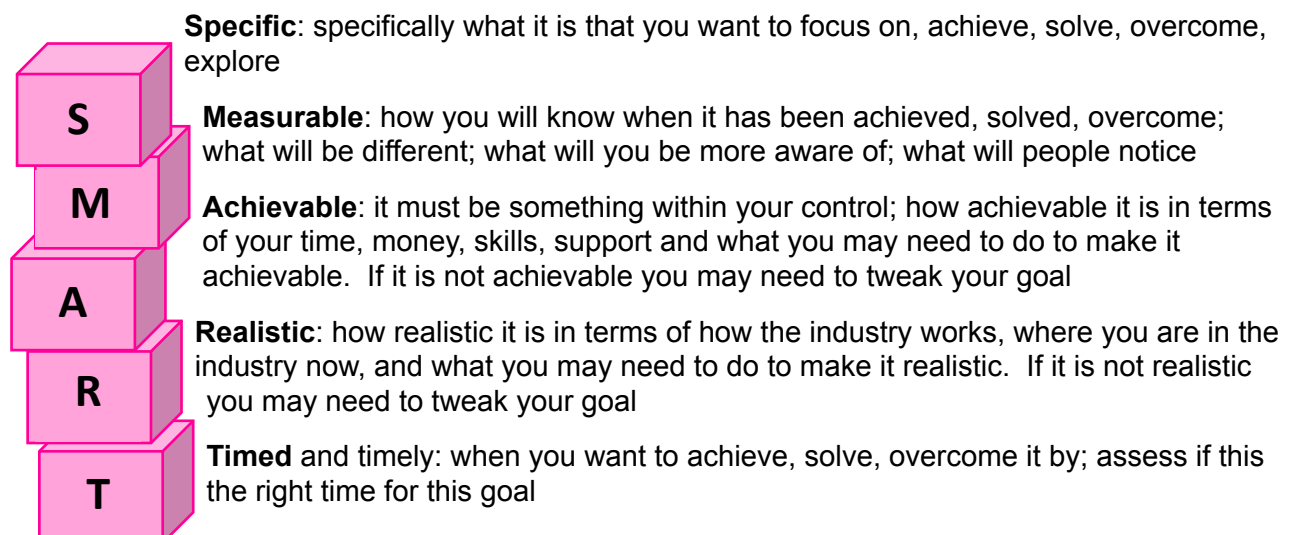 Specific: specifically what it is that you want to focus on, achieve, solve, overcome,
explore
S
Measurable: how you will know when it has been achieved, solved, overcome;
what will be different; what will you be more aware of; what will people notice
M
Achievable: it must be something within your control; how achievable it is in terms
of your time, money, skills, support and what you may need to do to make it
achievable.  If it is not achievable you may need to tweak your goal
A
Realistic: how realistic it is in terms of how the industry works, where you are in the
industry now, and what you may need to do to make it realistic.  If it is not realistic
you may need to tweak your goal
R
Timed and timely: when you want to achieve, solve, overcome it by; assess if this
the right time for this goal
T